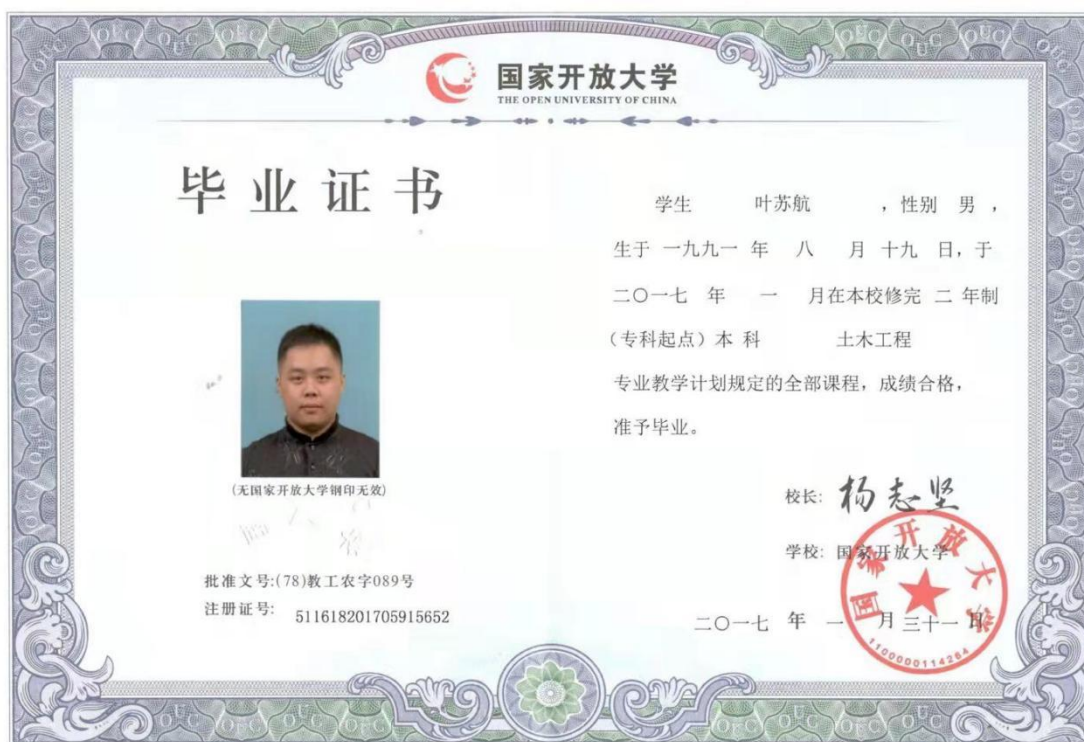 国家开放大学
THE OPEN UNIVERSITY OF CHINA
毕业证书
学生 叶苏航 ，性别 男 ，
生于 一九九一 年 八 月 十九 日，于
二〇一七 年 一 月在本校修完 二 年制
（专科起点）本 科 土木工程
专业教学计划规定的全部课程，成绩合格，
准予毕业。
(无国家开放大学钢印无效)
批准文号:(78)教工农字089号
注册证号: 511618201705915652
校长: 杨志坚
学校: 国家开放大学
二〇一七 年 一 月 三十一 日
国家开放大学
1100000114264